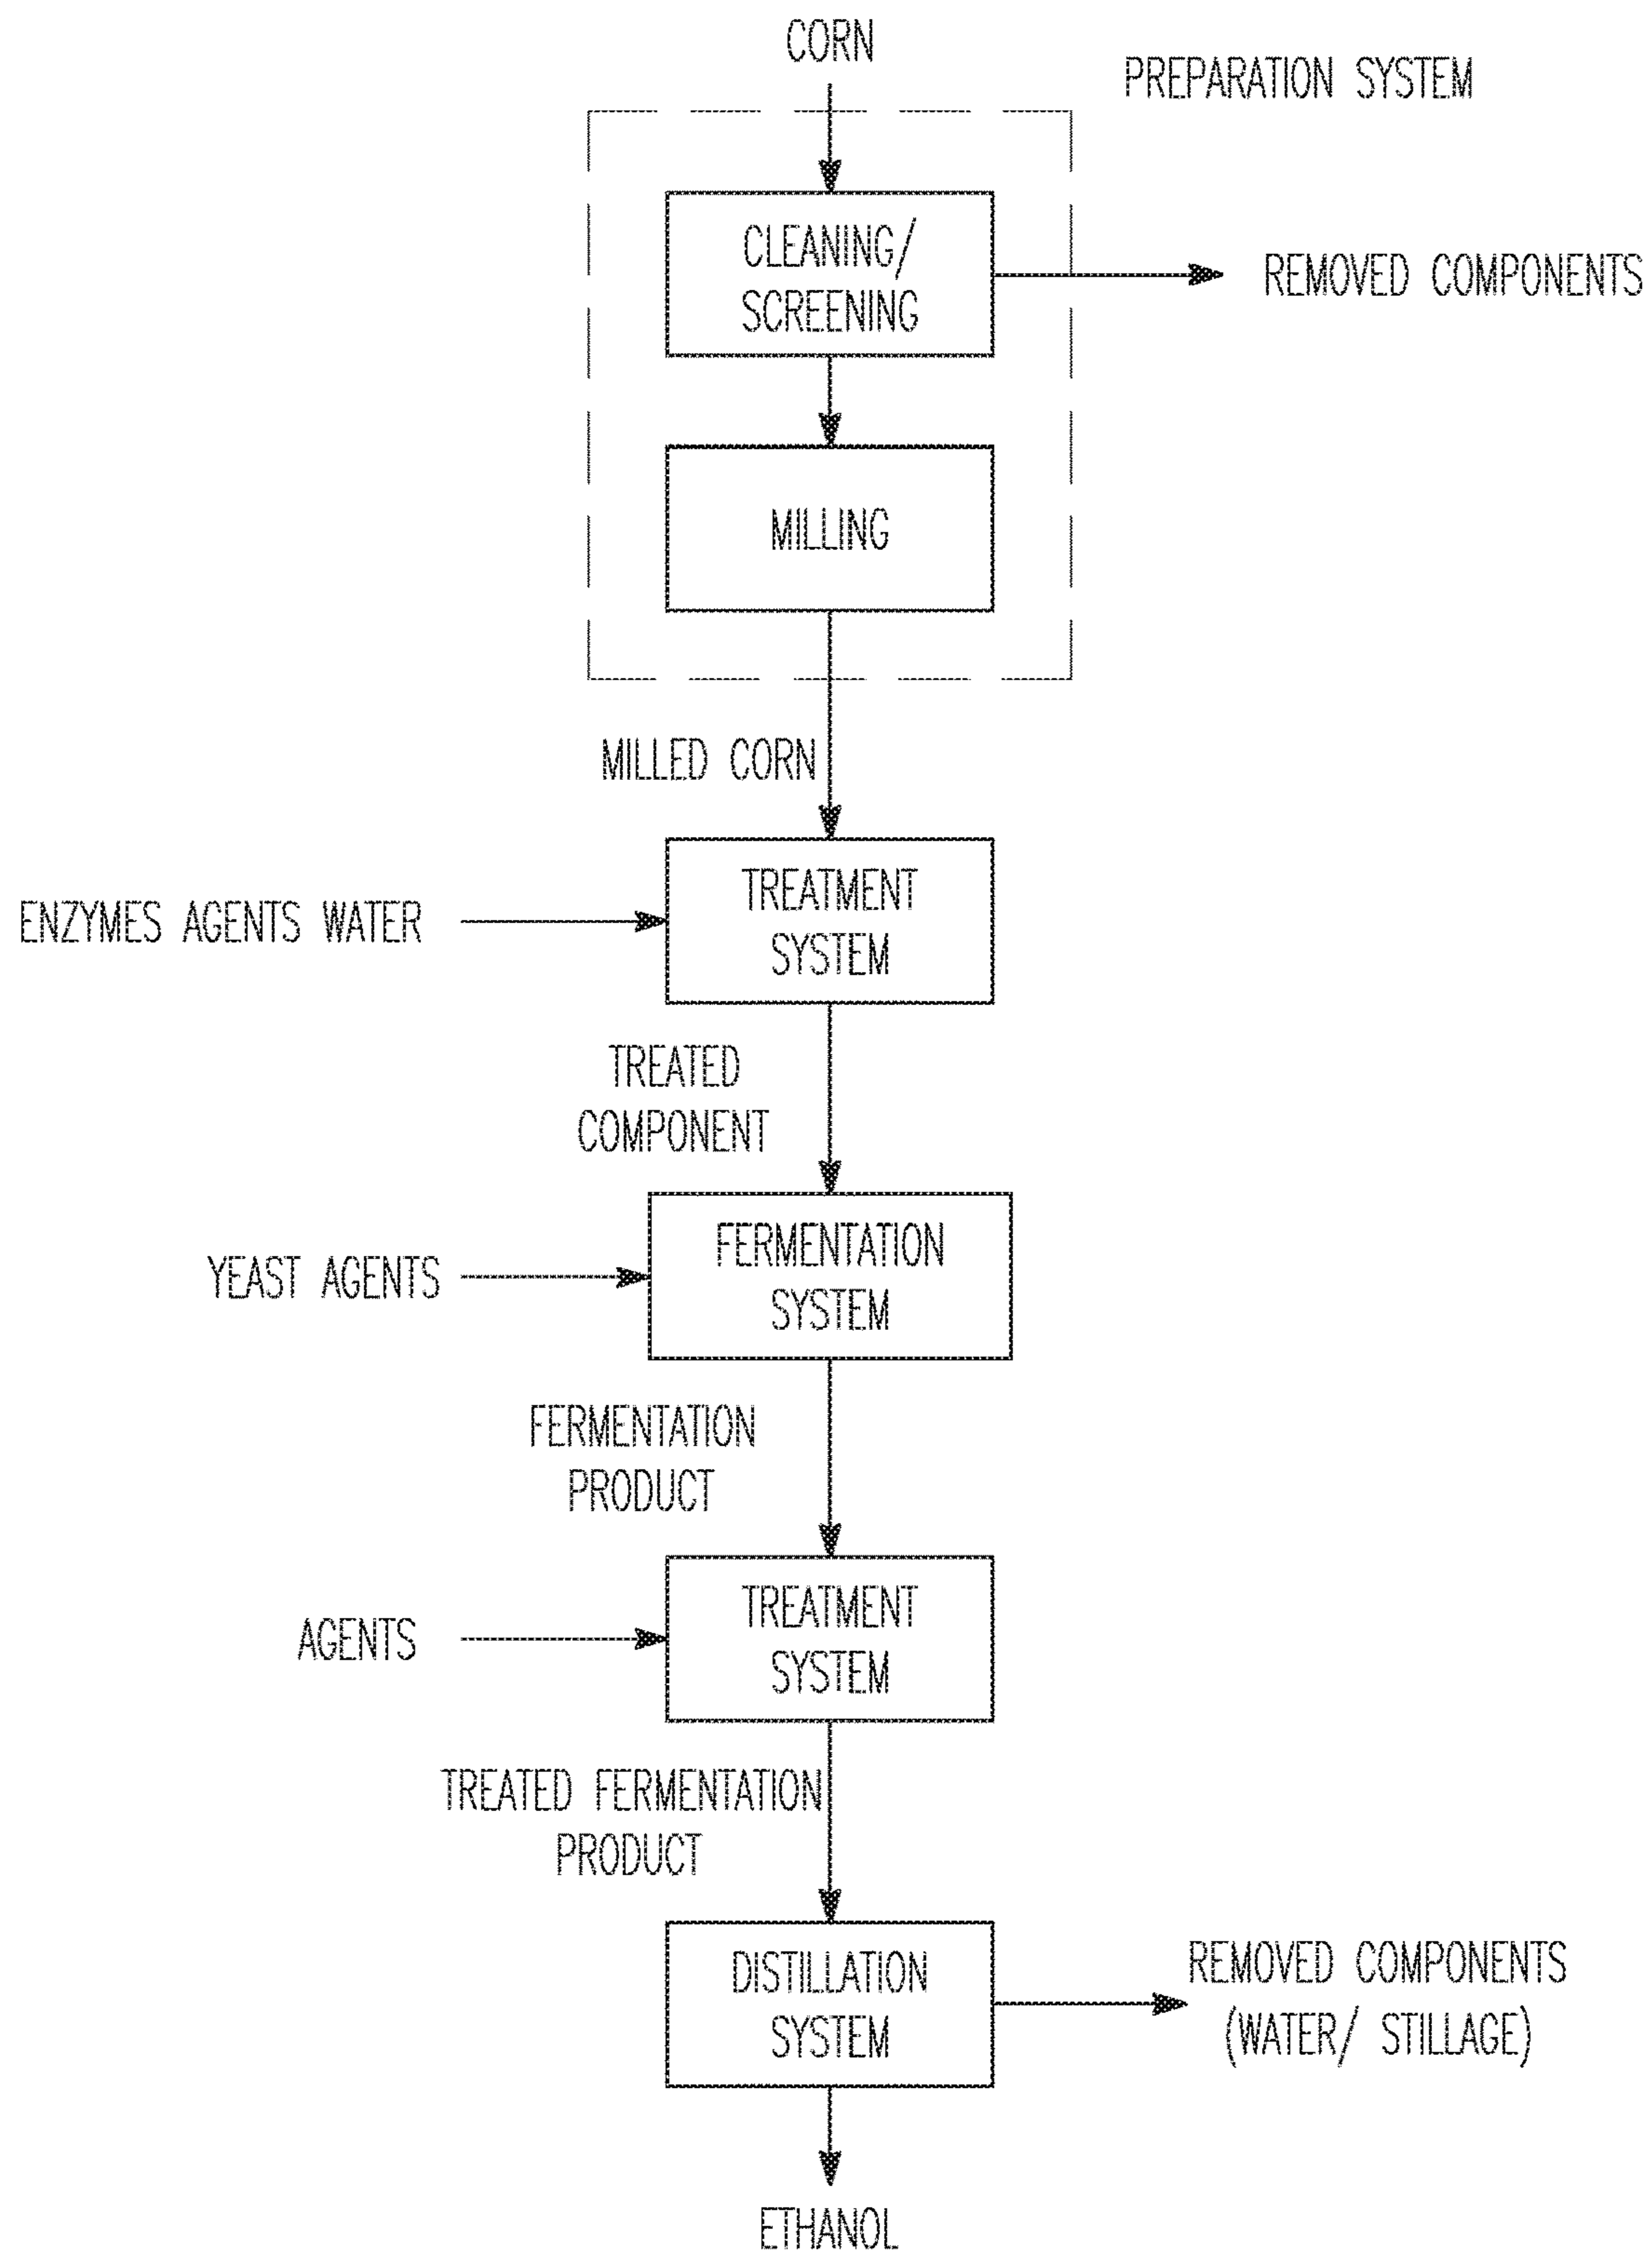 CORN
PREPARATION SYSTEM
CLEANING/
SCREENING
REMOVED COMPONENTS
MILLING
MILLED CORN
TREATMENT
SYSTEM
ENZYMES AGENTS WATER
TREATED
COMPONENT
FERMENTATION
SYSTEM
YEAST AGENTS
FERMENTATION
PRODUCT
TREATMENT
SYSTEM
AGENTS
TREATED FERMENTATION
PRODUCT
DISTILLATION
SYSTEM
REMOVED COMPONENTS
(WATER/ STILLAGE)
ETHANOL